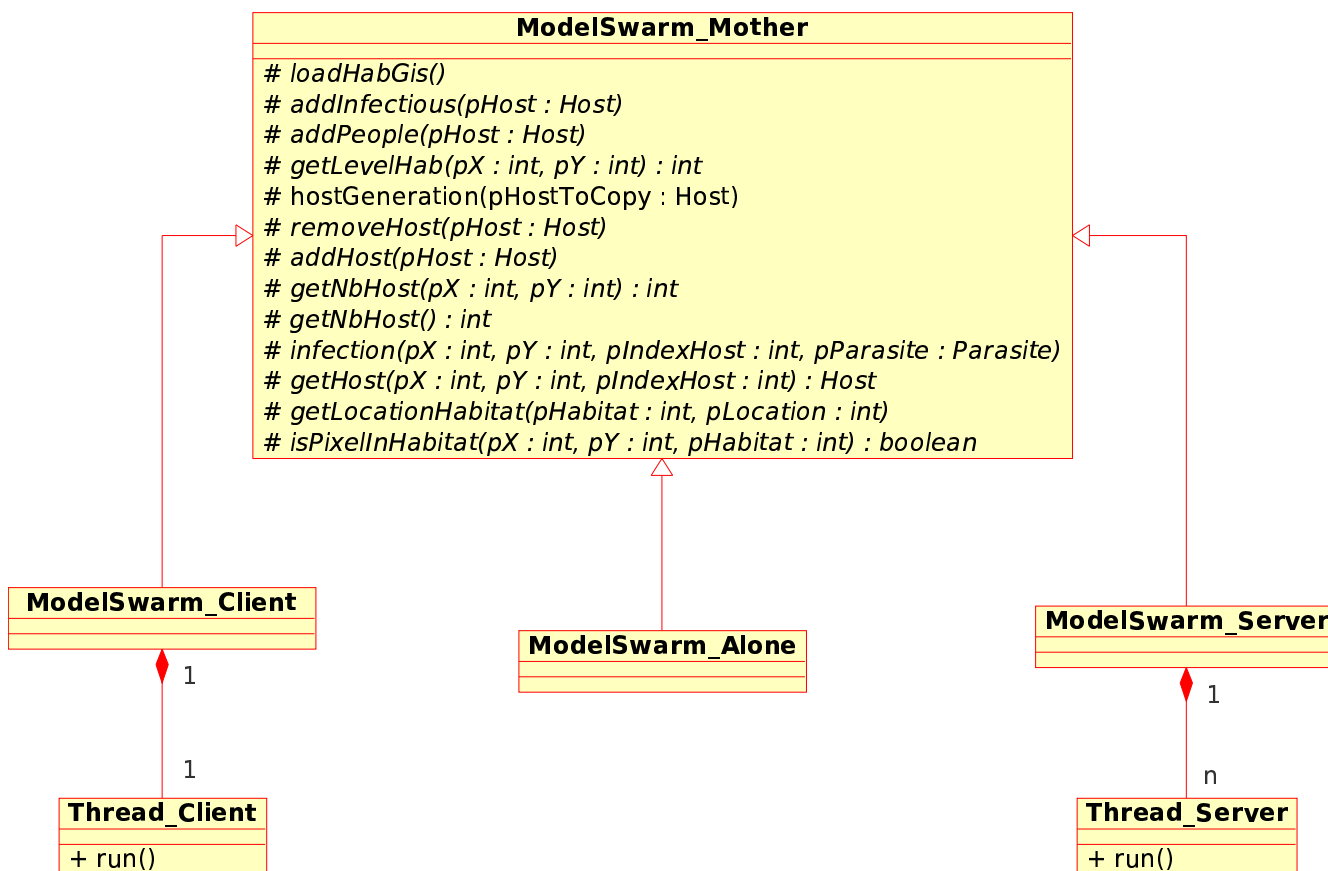 ModelSwarm_Mother
# loadHabGis()
# addInfectious(pHost : Host)
# addPeople(pHost : Host)
# getLevelHab(pX : int, pY : int) : int
# hostGeneration(pHostToCopy : Host)
# removeHost(pHost : Host)
# addHost(pHost : Host)
# getNbHost(pX : int, pY : int) : int
# getNbHost() : int
# infection(pX : int, pY : int, pIndexHost : int, pParasite : Parasite)
# getHost(pX : int, pY : int, pIndexHost : int) : Host
# getLocationHabitat(pHabitat : int, pLocation : int)
# isPixelInHabitat(pX : int, pY : int, pHabitat : int) : boolean
ModelSwarm_Client
ModelSwarm_Alone
ModelSwarm_Server
1
1
1
n
Thread_Client
+ run()
Thread_Server
+ run()